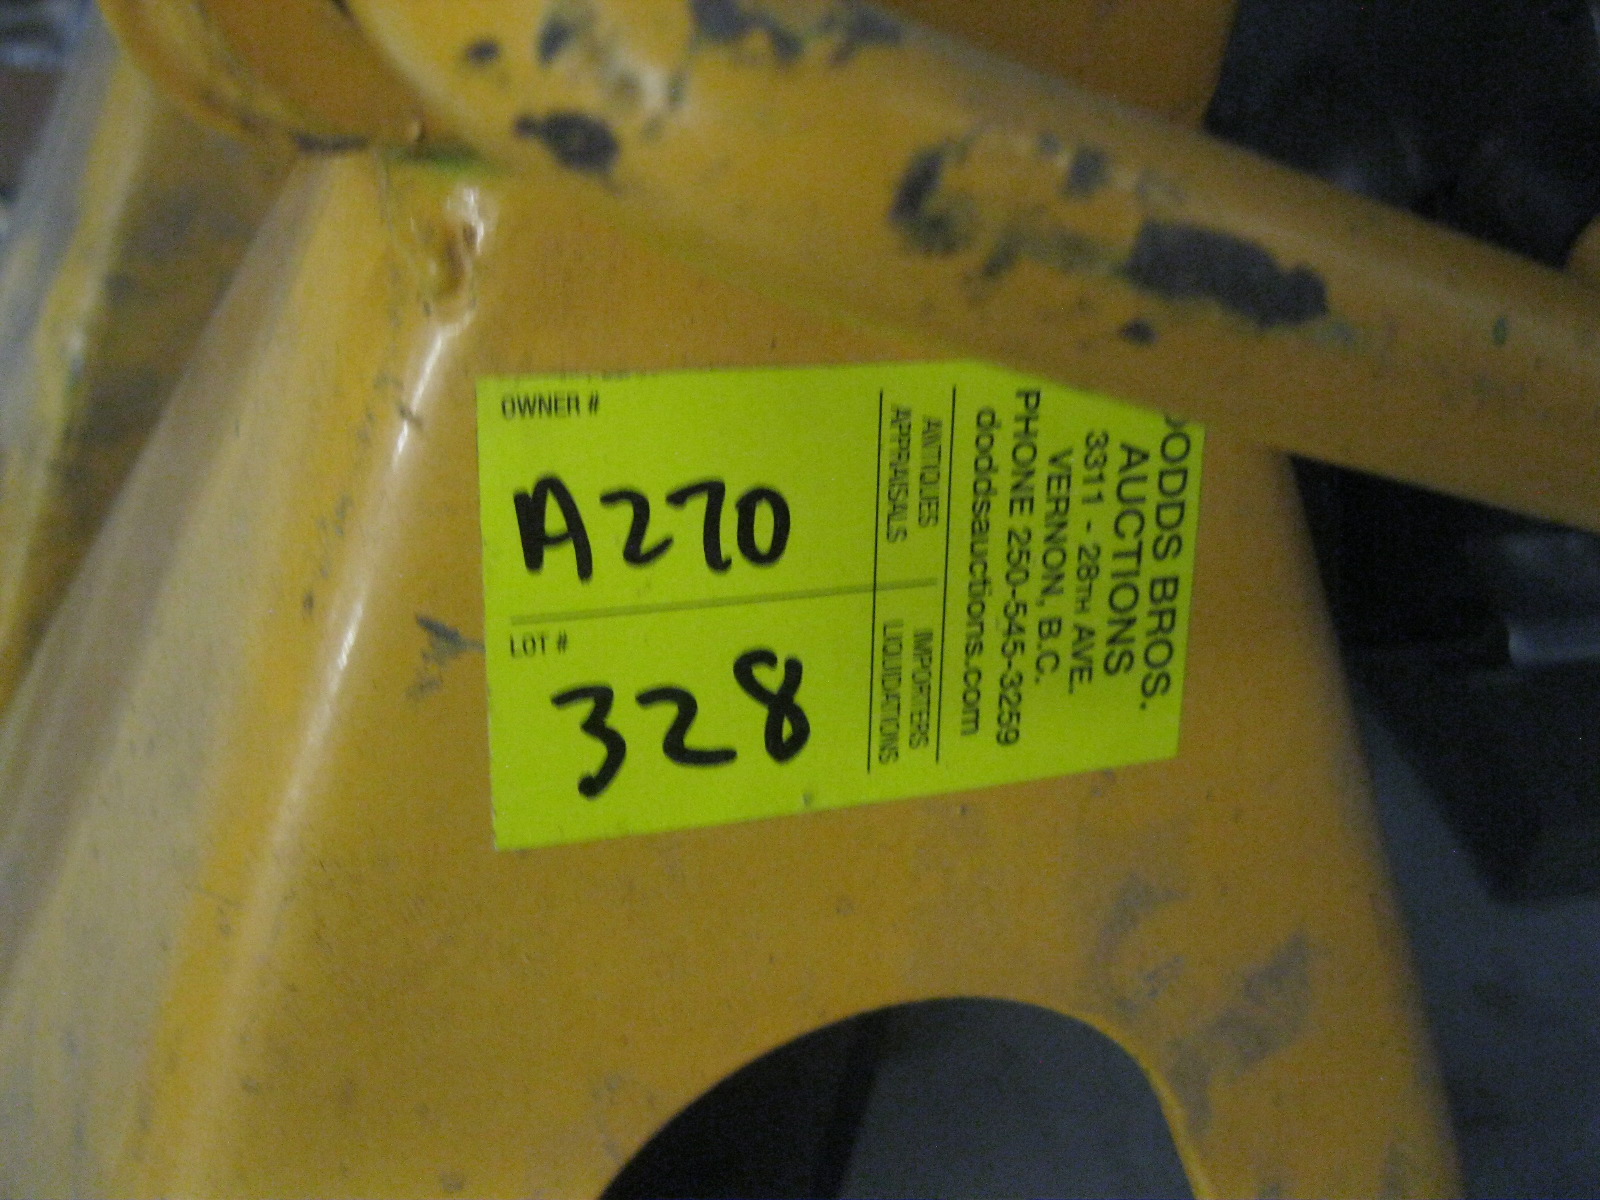 OWNER #
A270
LOT #
328
ODDS BROS.
AUCTIONS
3311 - 28TH AVE.
VERNON, B.C.
PHONE 250-545-3259
doddsauctions.com
ANTIQUES IMPORTERS
APPRAISALS LIQUIDATIONS